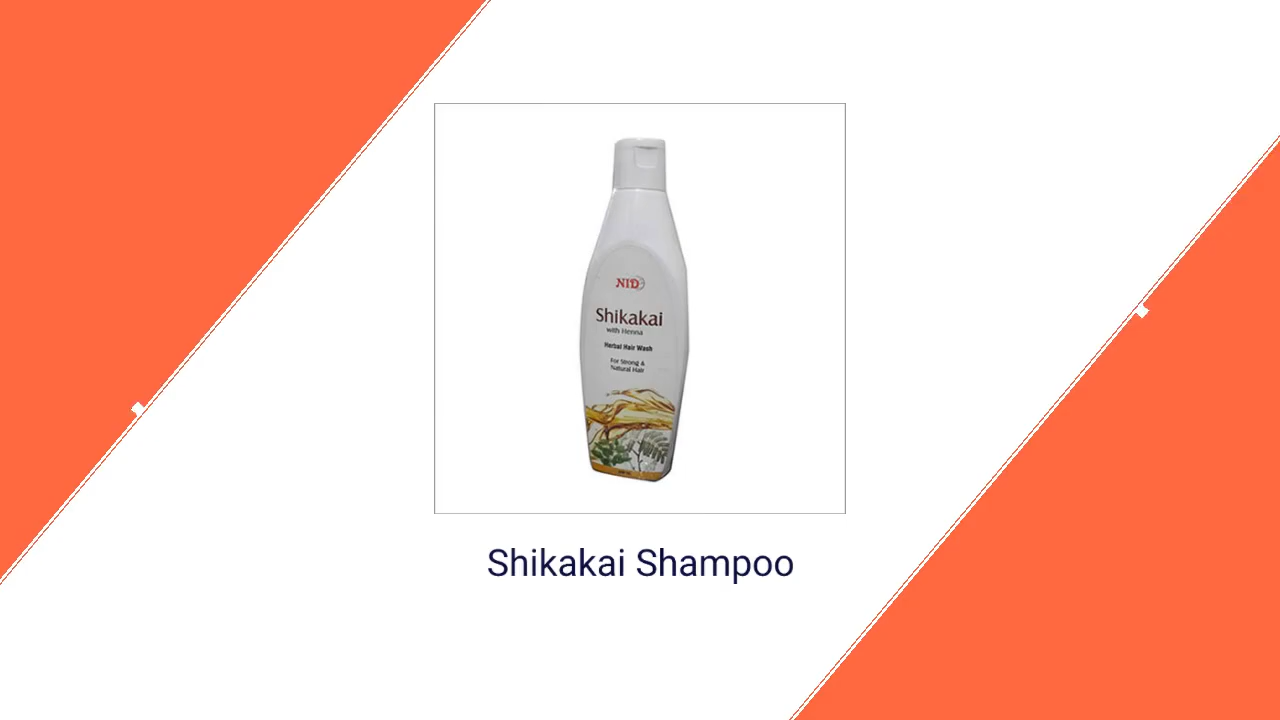 NID
Shikakai
with Henna
Herbal Hair Wash
For Strong &
Natural Hair
Shikakai Shampoo